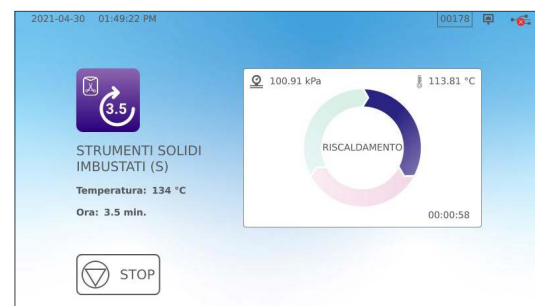 2021-04-30 01:49:22 PM
00178
3.5
STRUMENTI SOLIDI
IMBUSTATI (S)
Temperatura: 134 °C
Ora: 3.5 min.
STOP
100.91 kPa
113.81 °C
RISCALDAMENTO
00:00:58